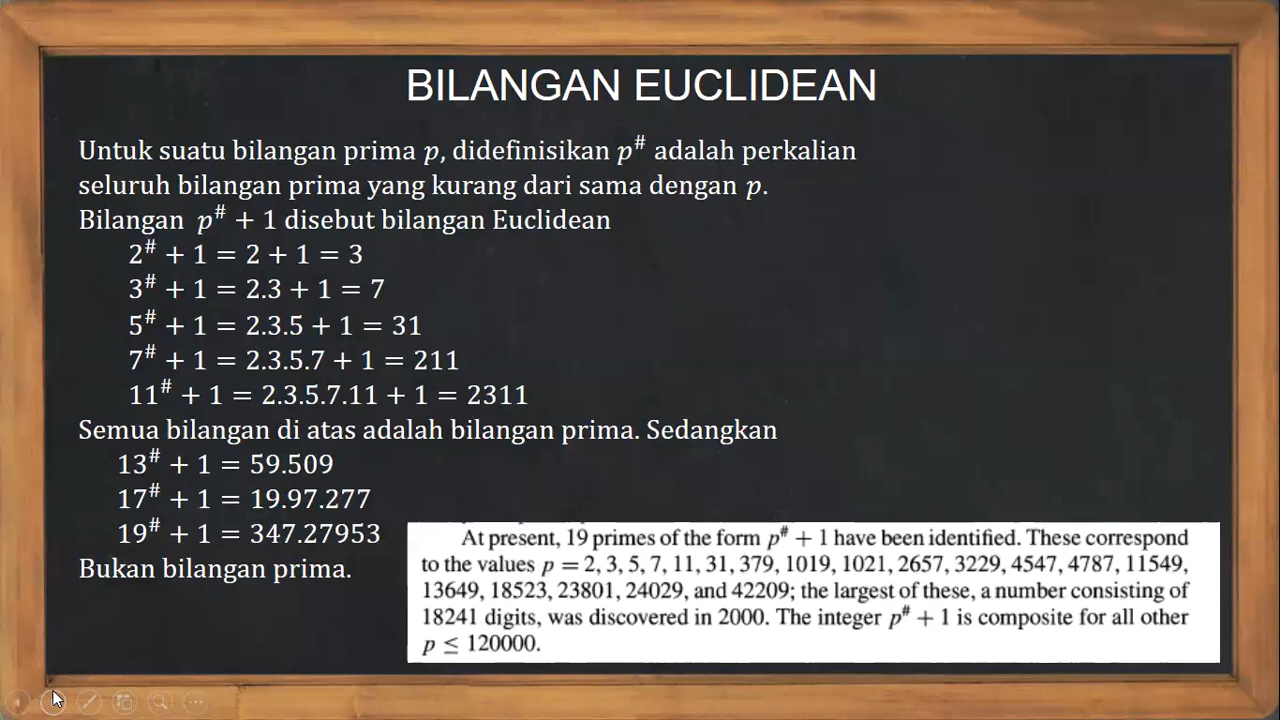 BILANGAN EUCLIDEAN
Untuk suatu bilangan prima p, didefinisikan p^# adalah perkalian
seluruh bilangan prima yang kurang dari sama dengan p.
Bilangan p^# + 1 disebut bilangan Euclidean
2^# + 1 = 2 + 1 = 3
3^# + 1 = 2.3 + 1 = 7
5^# + 1 = 2.3.5 + 1 = 31
7^# + 1 = 2.3.5.7 + 1 = 211
11^# + 1 = 2.3.5.7.11 + 1 = 2311
Semua bilangan di atas adalah bilangan prima. Sedangkan
13^# + 1 = 59.509
17^# + 1 = 19.97.277
19^# + 1 = 347.27953
Bukan bilangan prima.
At present, 19 primes of the form p^# + 1 have been identified. These correspond
to the values p = 2, 3, 5, 7, 11, 31, 379, 1019, 1021, 2657, 3229, 4547, 4787, 11549,
13649, 18523, 23801, 24029, and 42209; the largest of these, a number consisting of
18241 digits, was discovered in 2000. The integer p^# + 1 is composite for all other
p ≤ 120000.